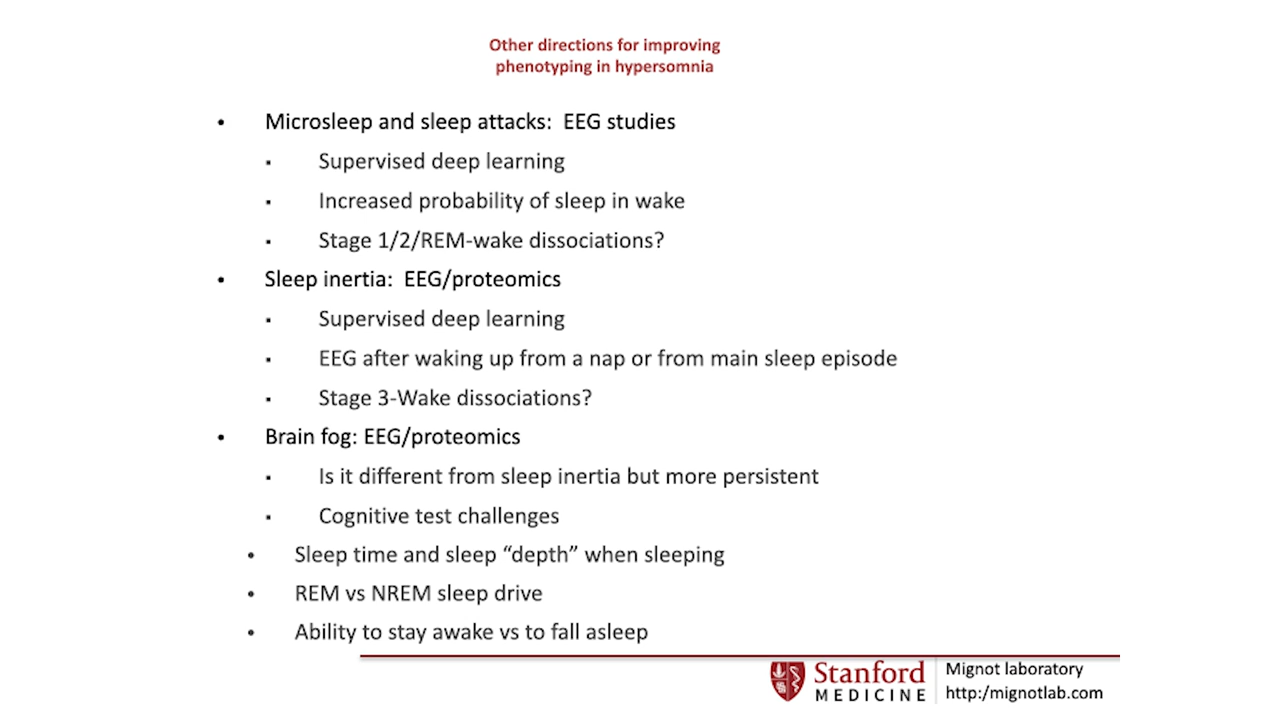 Other directions for improving
phenotyping in hypersomnia
• Microsleep and sleep attacks:  EEG studies
▪ Supervised deep learning
▪ Increased probability of sleep in wake
▪ Stage 1/2/REM-wake dissociations?
• Sleep inertia:  EEG/proteomics
▪ Supervised deep learning
▪ EEG after waking up from a nap or from main sleep episode
▪ Stage 3-Wake dissociations?
• Brain fog: EEG/proteomics
▪ Is it different from sleep inertia but more persistent
▪ Cognitive test challenges
• Sleep time and sleep “depth” when sleeping
• REM vs NREM sleep drive
• Ability to stay awake vs to fall asleep
Stanford
MEDICINE
Mignot laboratory
http:/mignotlab.com